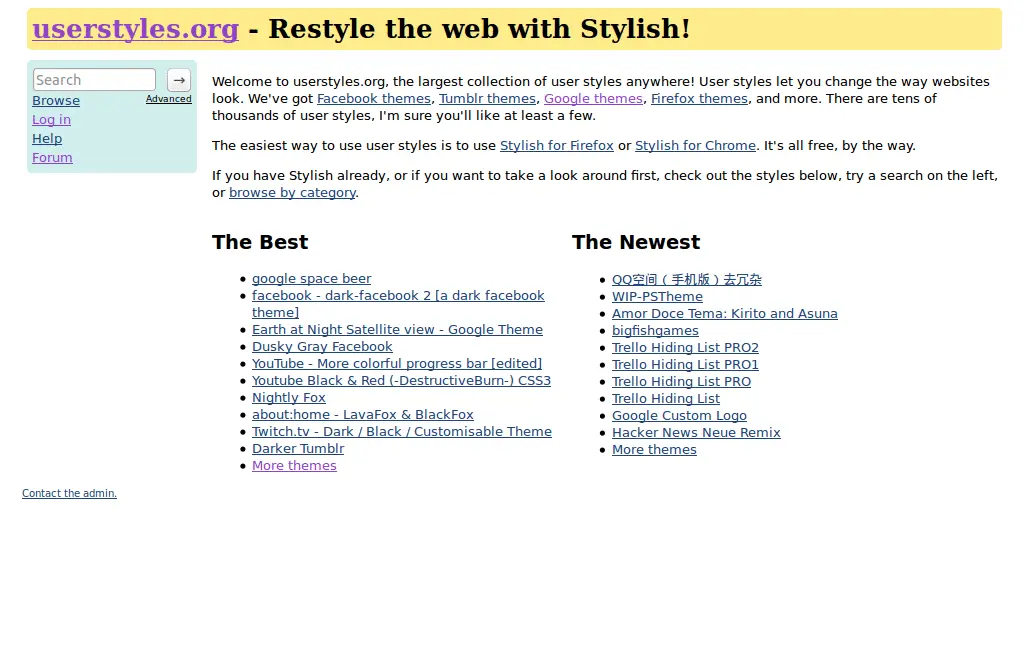 userstyles.org - Restyle the web with Stylish!
Search →
Browse Advanced
Log in
Help
Forum
Welcome to userstyles.org, the largest collection of user styles anywhere! User styles let you change the way websites
look. We've got Facebook themes, Tumblr themes, Google themes, Firefox themes, and more. There are tens of
thousands of user styles, I'm sure you'll like at least a few.
The easiest way to use user styles is to use Stylish for Firefox or Stylish for Chrome. It's all free, by the way.
If you have Stylish already, or if you want to take a look around first, check out the styles below, try a search on the left,
or browse by category.
The Best
google space beer
facebook - dark-facebook 2 [a dark facebook
theme]
Earth at Night Satellite view - Google Theme
Dusky Gray Facebook
YouTube - More colorful progress bar [edited]
Youtube Black & Red (-DestructiveBurn-) CSS3
Nightly Fox
about:home - LavaFox & BlackFox
Twitch.tv - Dark / Black / Customisable Theme
Darker Tumblr
More themes
The Newest
QQ空间（手机版）去冗杂
WIP-PSTheme
Amor Doce Tema: Kirito and Asuna
bigfishgames
Trello Hiding List PRO2
Trello Hiding List PRO1
Trello Hiding List PRO
Trello Hiding List
Google Custom Logo
Hacker News Neue Remix
More themes
Contact the admin.